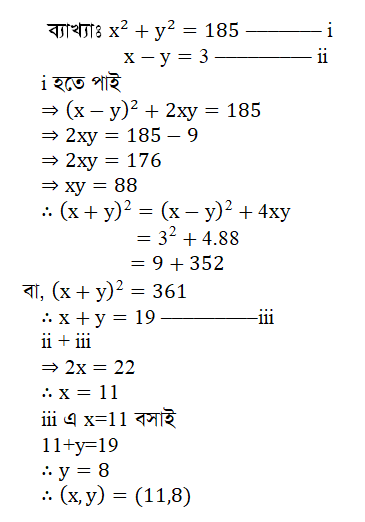 ব্যাখ্যাঃ x² + y² = 185 ———— i
x − y = 3 ———— ii
i হতে পাই
⇒ (x − y)² + 2xy = 185
⇒ 2xy = 185 − 9
⇒ 2xy = 176
⇒ xy = 88
∴ (x + y)² = (x − y)² + 4xy
= 3² + 4.88
= 9 + 352
বা, (x + y)² = 361
∴ x + y = 19 ————iii
ii + iii
⇒ 2x = 22
∴ x = 11
iii এ x=11 বসাই
11+y=19
∴ y = 8
∴ (x, y) = (11,8)